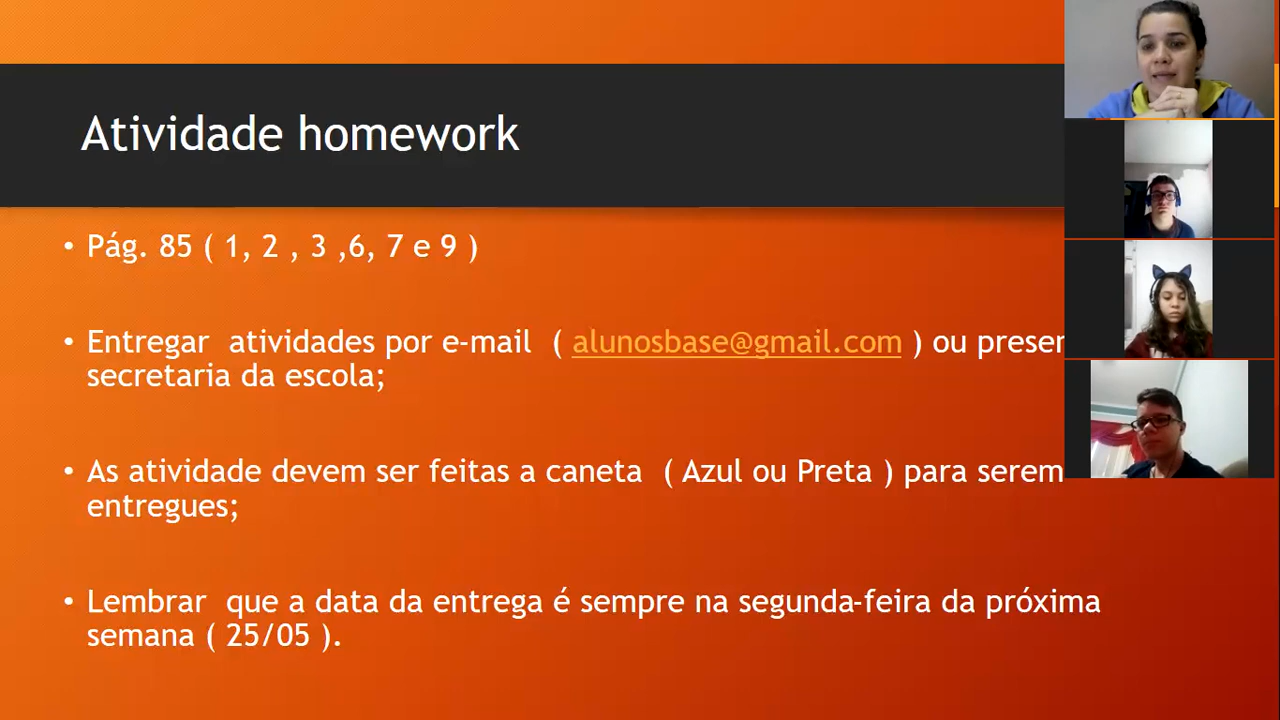 Atividade homework
• Pág. 85 ( 1, 2 , 3 ,6, 7 e 9 )
• Entregar atividades por e-mail ( alunosbase@gmail.com ) ou
secretaria da escola;
• As atividade devem ser feitas a caneta ( Azul ou Preta ) para serem
entregues;
• Lembrar que a data da entrega é sempre na segunda-feira da próxima
semana ( 25/05 ).